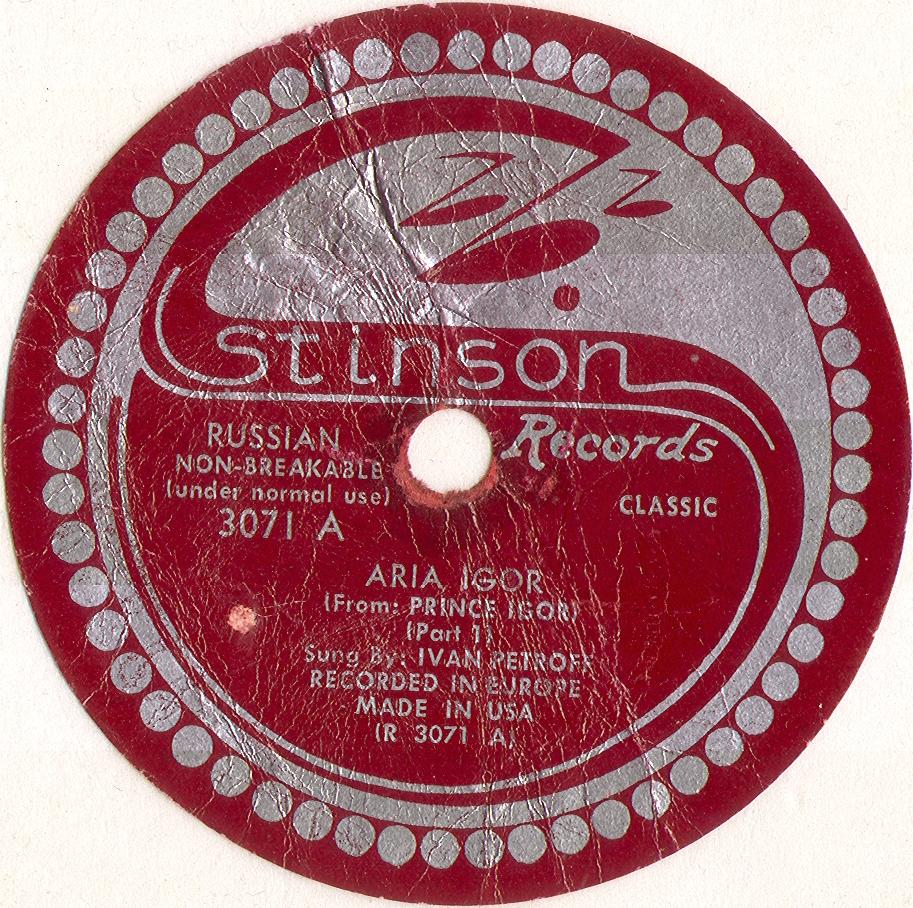 Stinson
Records
RUSSIAN
NON-BREAKABLE
(under normal use)
3071 A
CLASSIC
ARIA IGOR
(From: PRINCE IGOR)
(Part 1)
Sung By: IVAN PETROFF
RECORDED IN EUROPE
MADE IN USA
(R 3071 A)